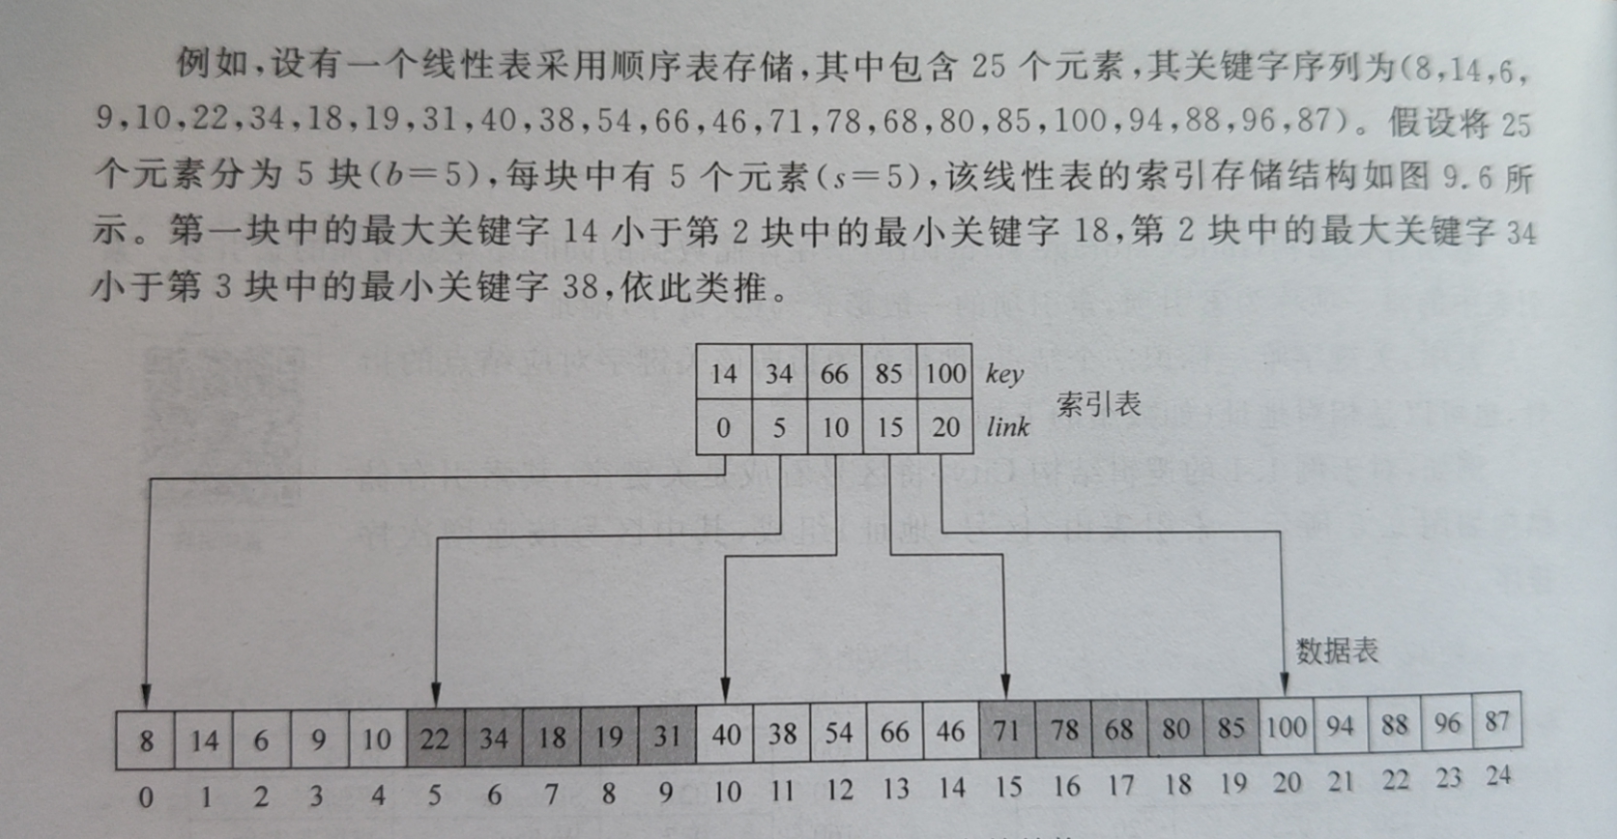 例如,设有一个线性表采用顺序表存储,其中包含 25 个元素,其关键字序列为(8,14,6,
9,10,22,34,18,19,31,40,38,54,66,46,71,78,68,80,85,100,94,88,96,87)。假设将 25
个元素分为 5 块(b=5),每块中有 5 个元素(s=5),该线性表的索引存储结构如图 9.6 所
示。第一块中的最大关键字 14 小于第 2 块中的最小关键字 18,第 2 块中的最大关键字 34
小于第 3 块中的最小关键字 38,依此类推。
14 34 66 85 100 key
索引表
0 5 10 15 20 link
数据表
8 14 6 9 10 22 34 18 19 31 40 38 54 66 46 71 78 68 80 85 100 94 88 96 87
0 1 2 3 4 5 6 7 8 9 10 11 12 13 14 15 16 17 18 19 20 21 22 23 24